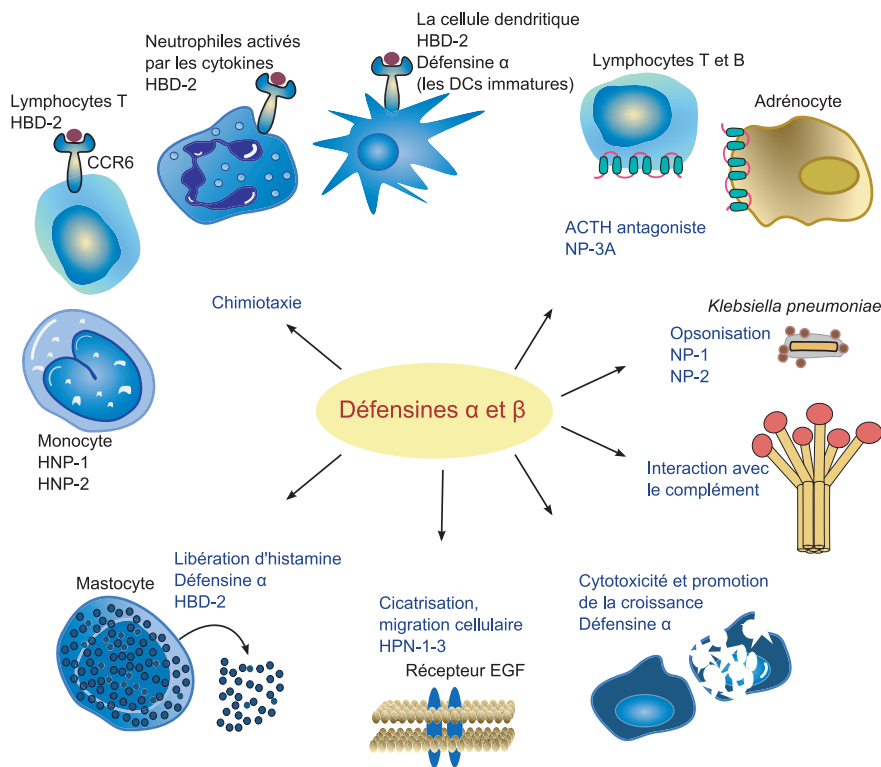 La cellule dendritique
HBD-2
Défensine α
(les DCs immatures)
Neutrophiles activés
par les cytokines
HBD-2
Lymphocytes T et B
Adrénocyte
Lymphocytes T
HBD-2
CCR6
ACTH antagoniste
NP-3A
Chimiotaxie
Klebsiella pneumoniae
Opsonisation
NP-1
NP-2
Défensines α et β
Monocyte
HNP-1
HNP-2
Interaction avec
le complément
Libération d'histamine
Défensine α
HBD-2
Mastocyte
Cicatrisation,
migration cellulaire
HPN-1-3
Récepteur EGF
Cytotoxicité et promotion
de la croissance
Défensine α